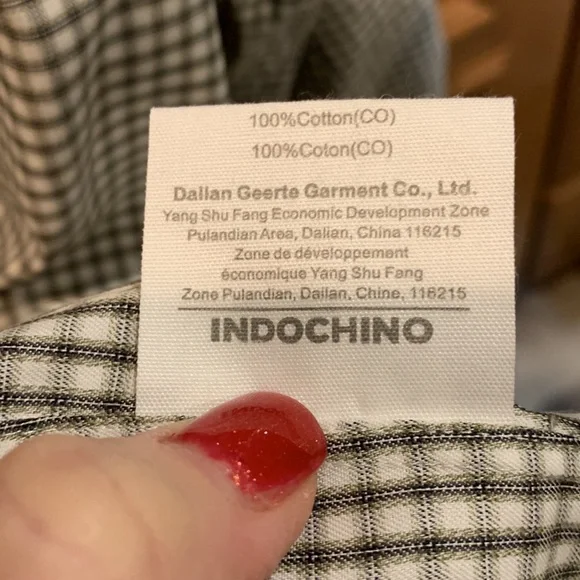 100%Cotton(CO)
100%Coton(CO)
Dalian Geerte Garment Co., Ltd.
Yang Shu Fang Economic Development Zone
Pulandian Area, Dalian, China 116215
Zone de développement
économique Yang Shu Fang
Zone Pulandian, Dailan, Chine, 116215
INDOCHINO